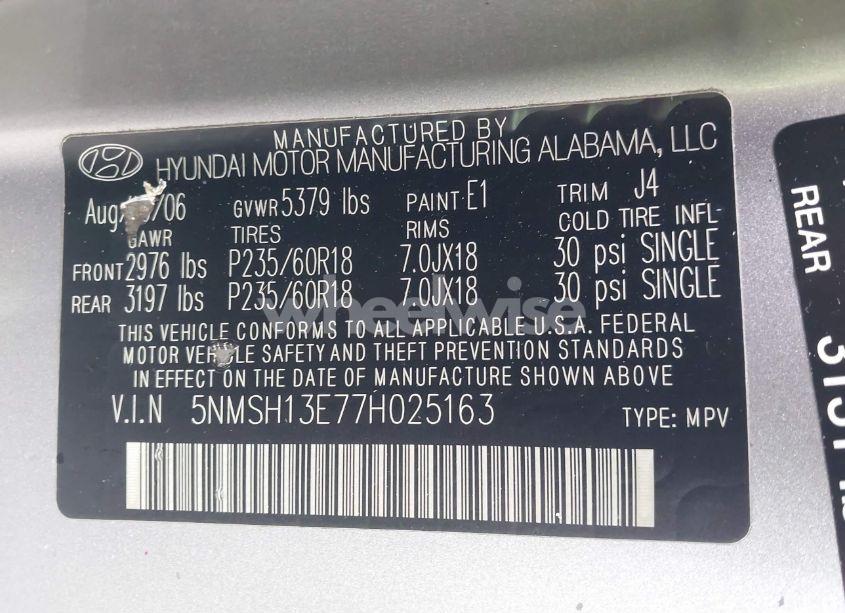 MANUFACTURED BY
HYUNDAI MOTOR MANUFACTURING ALABAMA, LLC
Aug /06 GVWR 5379 lbs PAINT E1 TRIM J4
GAWR TIRES RIMS COLD TIRE INFL
FRONT 2976 lbs P235/60R18 7.0JX18 30 psi SINGLE
REAR 3197 lbs P235/60R18 7.0JX18 30 psi SINGLE
wheelwise
THIS VEHICLE CONFORMS TO ALL APPLICABLE U.S.A. FEDERAL
MOTOR VEHICLE SAFETY AND THEFT PREVENTION STANDARDS
IN EFFECT ON THE DATE OF MANUFACTURE SHOWN ABOVE
V.I.N 5NMSH13E77H025163 TYPE: MPV
REAR